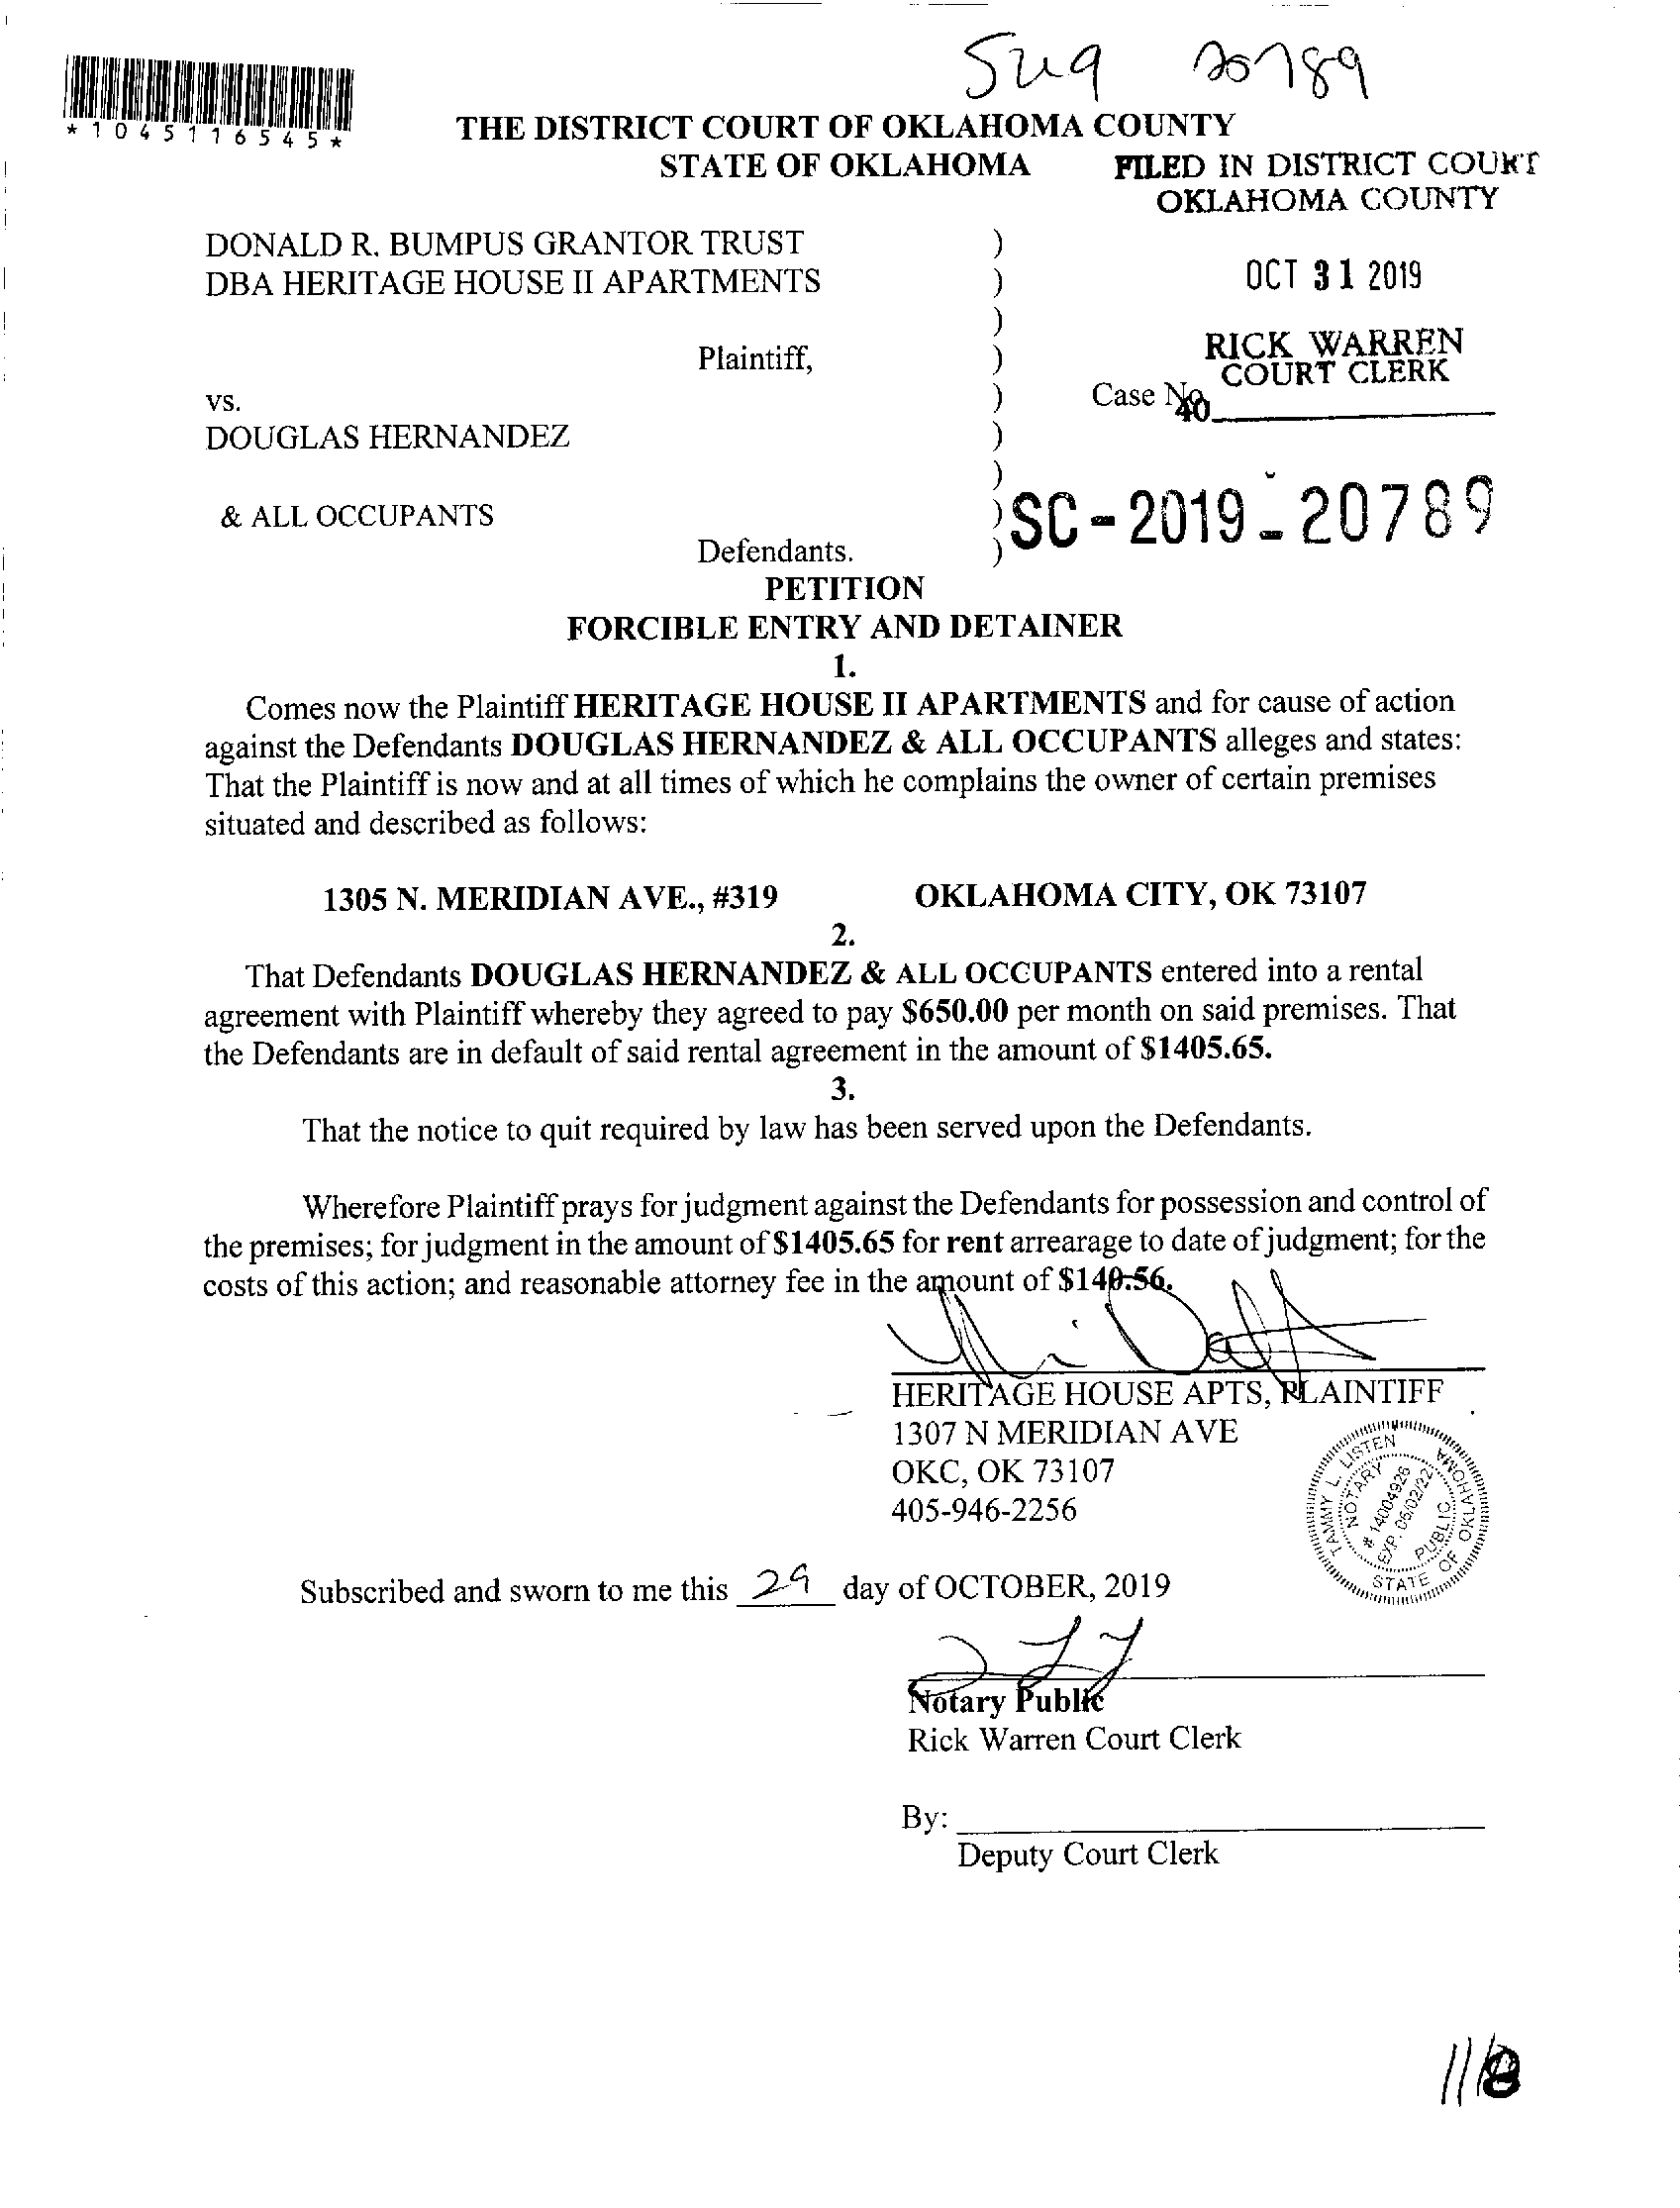 20789
*1045116545*
THE DISTRICT COURT OF OKLAHOMA COUNTY
STATE OF OKLAHOMA
FILED IN DISTRICT COURT
OKLAHOMA COUNTY
DONALD R. BUMPUS GRANTOR TRUST )
DBA HERITAGE HOUSE II APARTMENTS )
OCT 31 2019
)
Plaintiff, )
RICK WARREN
COURT CLERK
vs. )
Case No.
40
DOUGLAS HERNANDEZ )
)
& ALL OCCUPANTS )
SC-2019-20789
Defendants. )
PETITION
FORCIBLE ENTRY AND DETAINER
1.
Comes now the Plaintiff HERITAGE HOUSE II APARTMENTS and for cause of action
against the Defendants DOUGLAS HERNANDEZ & ALL OCCUPANTS alleges and states:
That the Plaintiff is now and at all times of which he complains the owner of certain premises
situated and described as follows:
1305 N. MERIDIAN AVE., #319 OKLAHOMA CITY, OK 73107
2.
That Defendants DOUGLAS HERNANDEZ & ALL OCCUPANTS entered into a rental
agreement with Plaintiff whereby they agreed to pay $650.00 per month on said premises. That
the Defendants are in default of said rental agreement in the amount of $1405.65.
3.
That the notice to quit required by law has been served upon the Defendants.
Wherefore Plaintiff prays for judgment against the Defendants for possession and control of
the premises; for judgment in the amount of $1405.65 for rent arrearage to date of judgment; for the
costs of this action; and reasonable attorney fee in the amount of $140.56.
HERITAGE HOUSE APTS, PLAINTIFF
1307 N MERIDIAN AVE
OKC, OK 73107
405-946-2256
TAMMY L. LISTEN
NOTARY PUBLIC
# 14004926
EXP. 06/02/22
STATE OF OKLAHOMA
Subscribed and sworn to me this 29 day of OCTOBER, 2019
Notary Public
Rick Warren Court Clerk
By:
Deputy Court Clerk